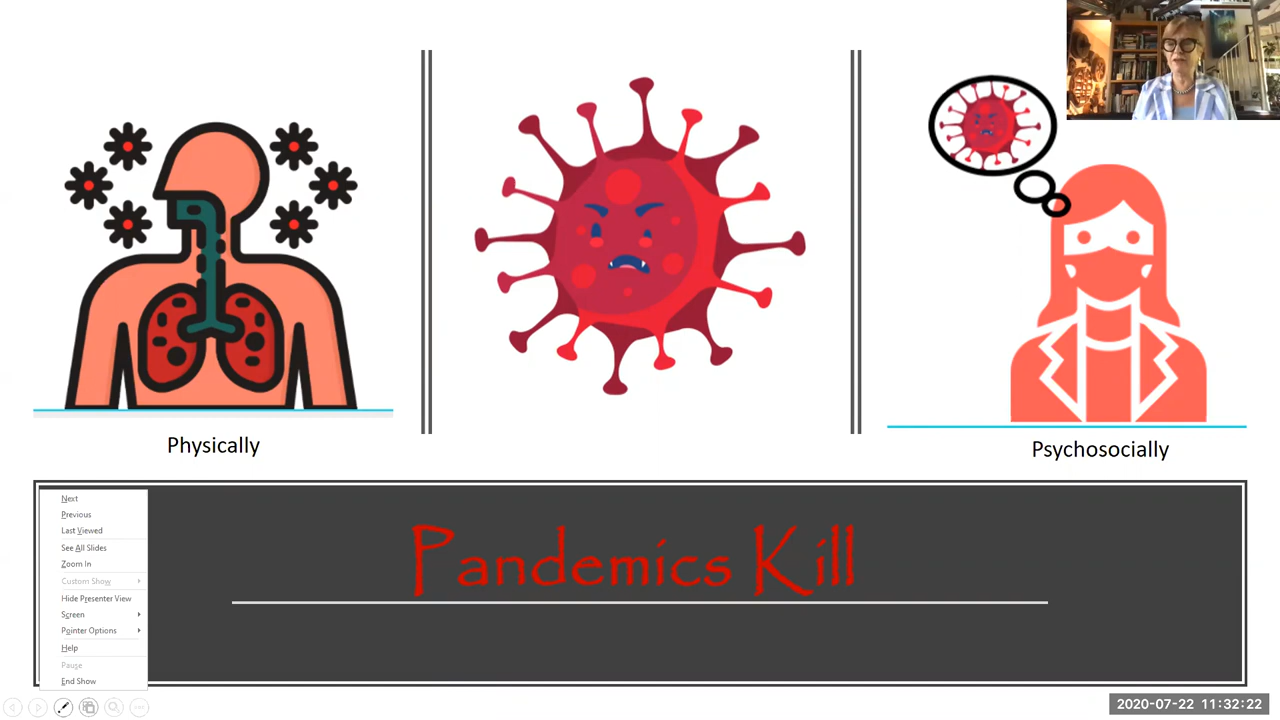 Physically
Psychosocially
Pandemics Kill
Next
Previous
Last Viewed
See All Slides
Zoom In
Custom Show
Hide Presenter View
Screen
Pointer Options
Help
Pause
End Show
2020-07-22 11:32:22